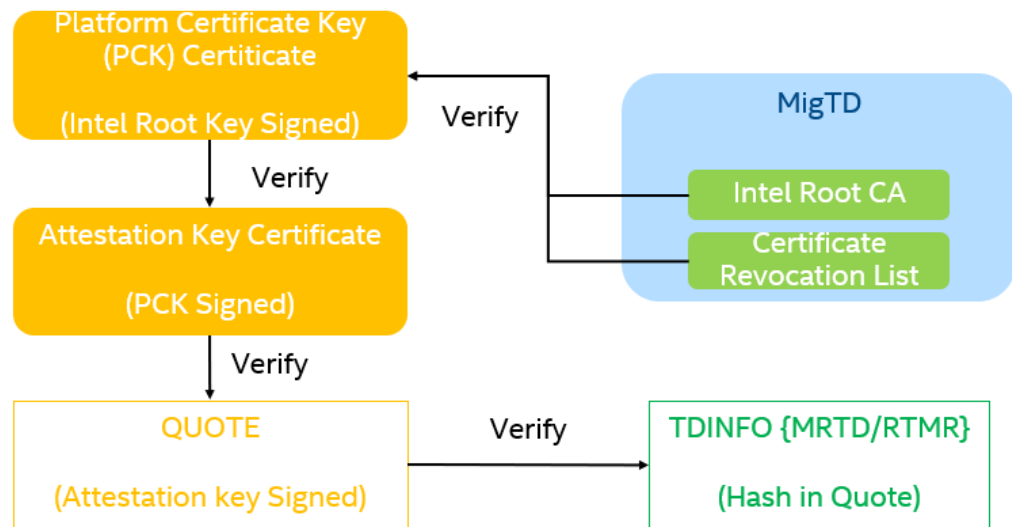 Platform Certificate Key
(PCK) Certiticate
(Intel Root Key Signed)
Verify
MigTD
Intel Root CA
Certificate
Revocation List
Verify
Attestation Key Certificate
(PCK Signed)
Verify
QUOTE
(Attestation key Signed)
Verify
TDINFO {MRTD/RTMR}
(Hash in Quote)